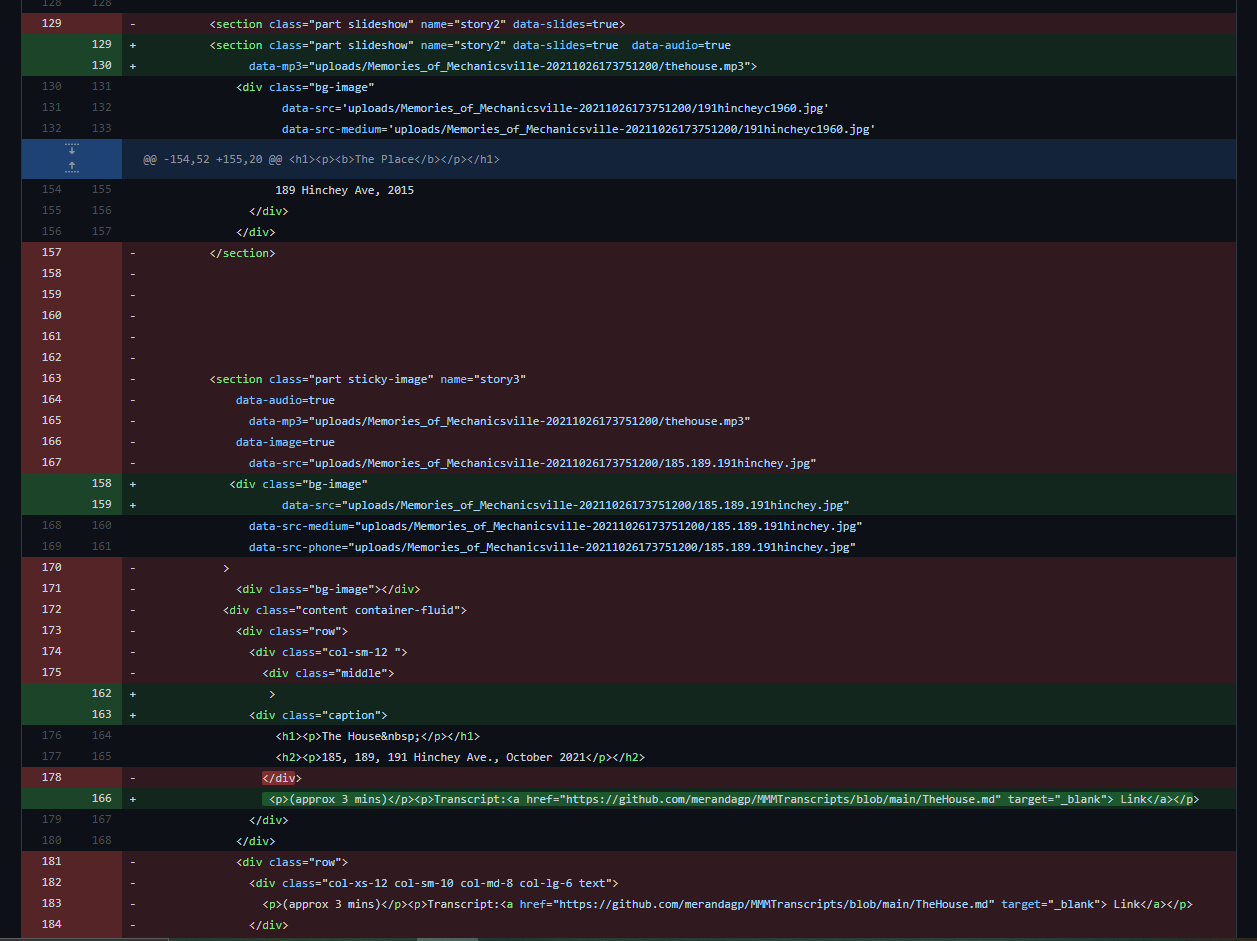 128 128
129 - <section class="part slideshow" name="story2" data-slides=true>
129 + <section class="part slideshow" name="story2" data-slides=true  data-audio=true
130 + data-mp3="uploads/Memories_of_Mechanicsville-20211026173751200/thehouse.mp3">
130 131 <div class="bg-image"
131 132 data-src='uploads/Memories_of_Mechanicsville-20211026173751200/191hincheyc1960.jpg'
132 133 data-src-medium='uploads/Memories_of_Mechanicsville-20211026173751200/191hincheyc1960.jpg'
@@ -154,52 +155,20 @@ <h1><p><b>The Place</b></p></h1>
154 155 189 Hinchey Ave, 2015
155 156 </div>
156 157 </div>
157 - </section>
158 -
159 -
160 -
161 -
162 -
163 - <section class="part sticky-image" name="story3"
164 - data-audio=true
165 - data-mp3="uploads/Memories_of_Mechanicsville-20211026173751200/thehouse.mp3"
166 - data-image=true
167 - data-src="uploads/Memories_of_Mechanicsville-20211026173751200/185.189.191hinchey.jpg"
158 + <div class="bg-image"
159 + data-src="uploads/Memories_of_Mechanicsville-20211026173751200/185.189.191hinchey.jpg"
168 160 data-src-medium="uploads/Memories_of_Mechanicsville-20211026173751200/185.189.191hinchey.jpg"
169 161 data-src-phone="uploads/Memories_of_Mechanicsville-20211026173751200/185.189.191hinchey.jpg"
170 - >
171 - <div class="bg-image"></div>
172 - <div class="content container-fluid">
173 - <div class="row">
174 - <div class="col-sm-12 ">
175 - <div class="middle">
162 + >
163 + <div class="caption">
176 164 <h1><p>The House&nbsp;</p></h1>
177 165 <h2><p>185, 189, 191 Hinchey Ave., October 2021</p></h2>
178 - </div>
166 + <p>(approx 3 mins)</p><p>Transcript:<a href="https://github.com/merandagp/MMMTranscripts/blob/main/TheHouse.md" target="_blank"> Link</a></p>
179 167 </div>
180 168 </div>
181 - <div class="row">
182 - <div class="col-xs-12 col-sm-10 col-md-8 col-lg-6 text">
183 - <p>(approx 3 mins)</p><p>Transcript:<a href="https://github.com/merandagp/MMMTranscripts/blob/main/TheHouse.md" target="_blank"> Link</a></p>
184 - </div>